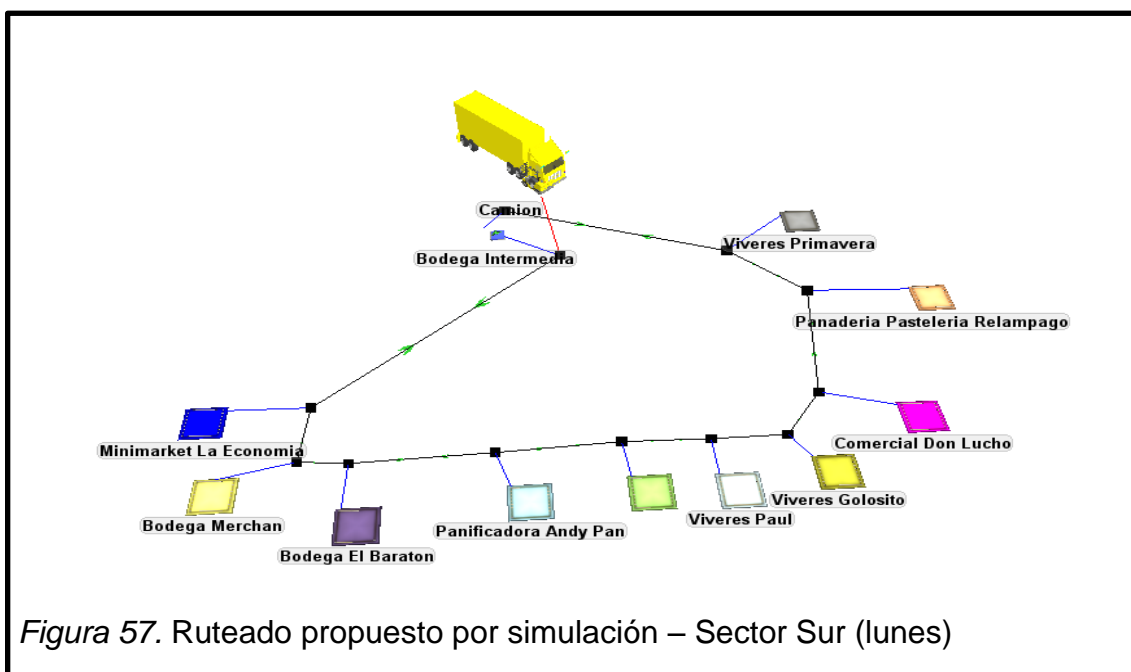 Camion
Bodega Intermedia
Viveres Primavera
Panaderia Pasteleria Relampago
Comercial Don Lucho
Minimarket La Economia
Viveres Golosito
Bodega Merchan
Panificadora Andy Pan
Viveres Paul
Bodega El Baraton
Figura 57. Ruteado propuesto por simulación – Sector Sur (lunes)